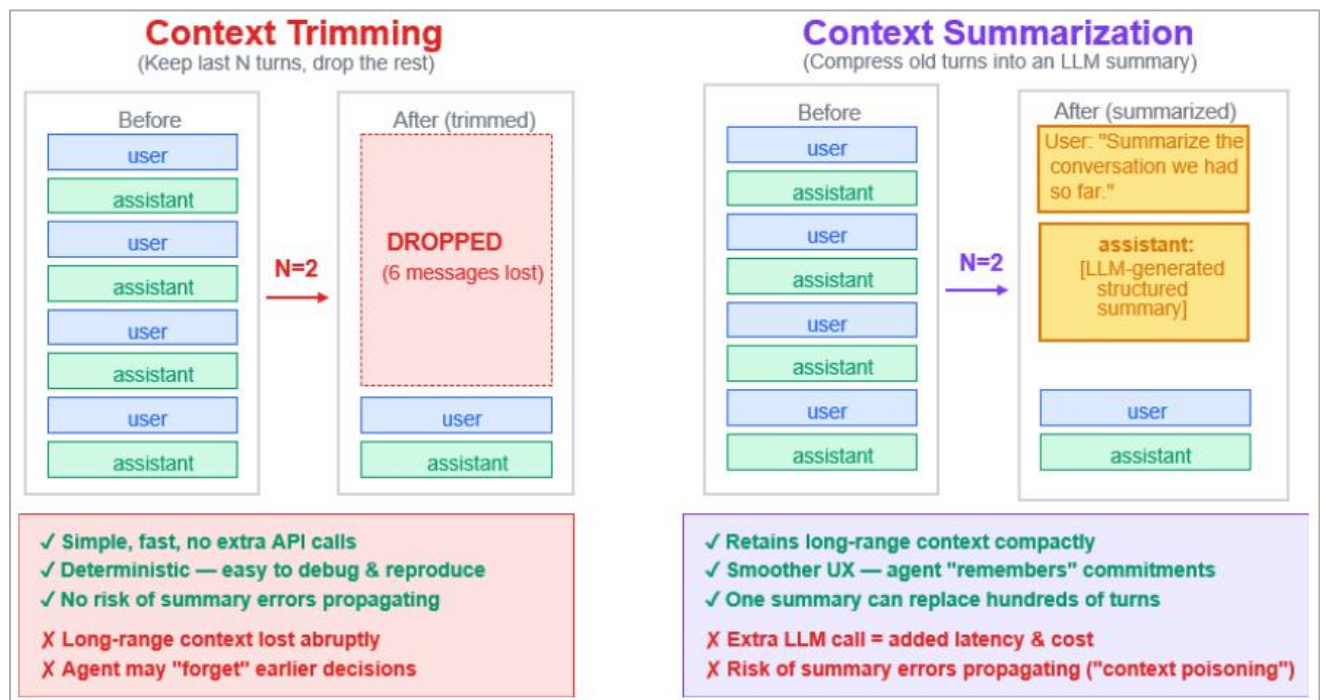 Context Trimming
(Keep last N turns, drop the rest)
Before
user
assistant
user
assistant
user
assistant
user
assistant
N=2
After (trimmed)
DROPPED
(6 messages lost)
user
assistant
✓ Simple, fast, no extra API calls
✓ Deterministic — easy to debug & reproduce
✓ No risk of summary errors propagating
✗ Long-range context lost abruptly
✗ Agent may "forget" earlier decisions
Context Summarization
(Compress old turns into an LLM summary)
Before
user
assistant
user
assistant
user
assistant
user
assistant
N=2
After (summarized)
User: "Summarize the
conversation we had
so far."
assistant:
[LLM-generated
structured
summary]
user
assistant
✓ Retains long-range context compactly
✓ Smoother UX — agent "remembers" commitments
✓ One summary can replace hundreds of turns
✗ Extra LLM call = added latency & cost
✗ Risk of summary errors propagating ("context poisoning")